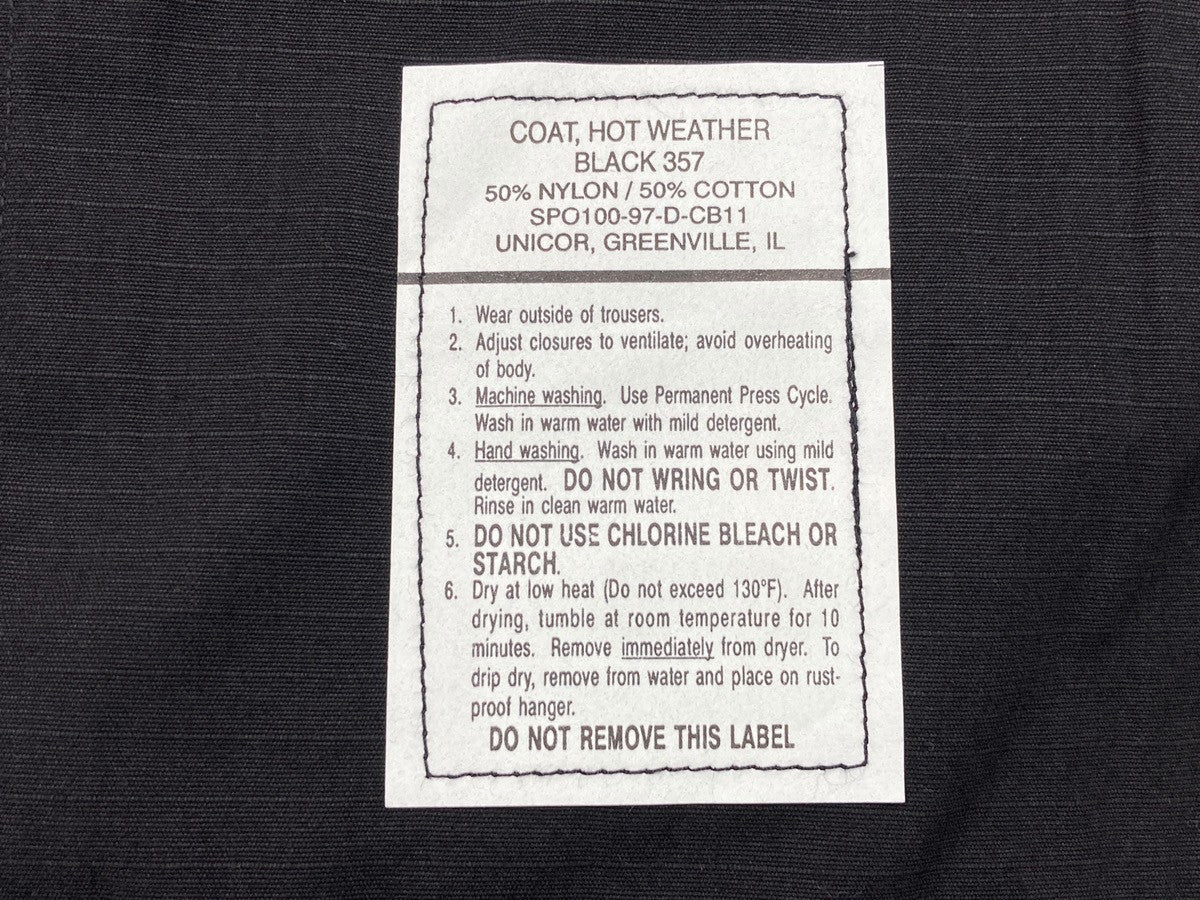 COAT, HOT WEATHER
BLACK 357
50% NYLON / 50% COTTON
SPO100-97-D-CB11
UNICOR, GREENVILLE, IL
1. Wear outside of trousers.
2. Adjust closures to ventilate; avoid overheating
of body.
3. Machine washing. Use Permanent Press Cycle.
Wash in warm water with mild detergent.
4. Hand washing. Wash in warm water using mild
detergent. DO NOT WRING OR TWIST.
Rinse in clean warm water.
5. DO NOT USE CHLORINE BLEACH OR
STARCH.
6. Dry at low heat (Do not exceed 130°F). After
drying, tumble at room temperature for 10
minutes. Remove immediately from dryer. To
drip dry, remove from water and place on rust-
proof hanger.
DO NOT REMOVE THIS LABEL